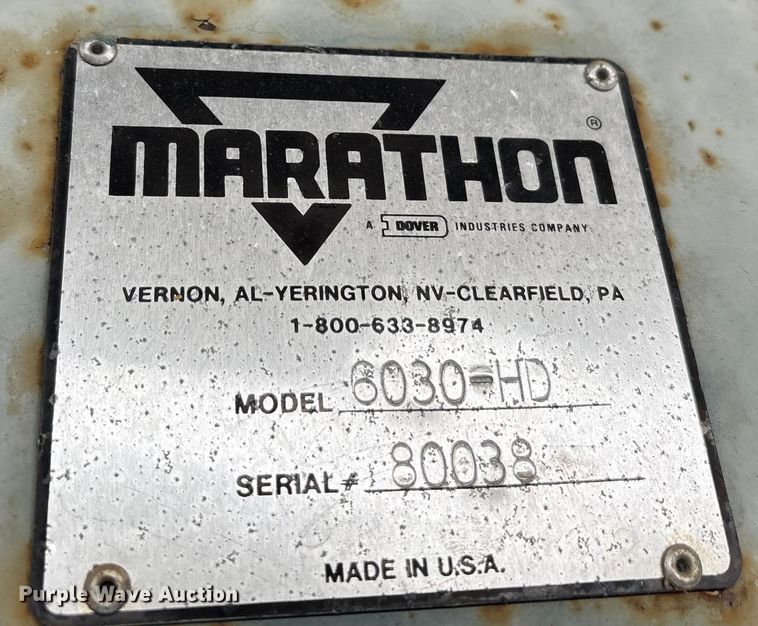 MARATHON ®
A DOVER INDUSTRIES COMPANY
VERNON, AL-YERINGTON, NV-CLEARFIELD, PA
1-800-633-8974
MODEL 6030-HD
SERIAL# 80038
MADE IN U.S.A.
Purple Wave Auction